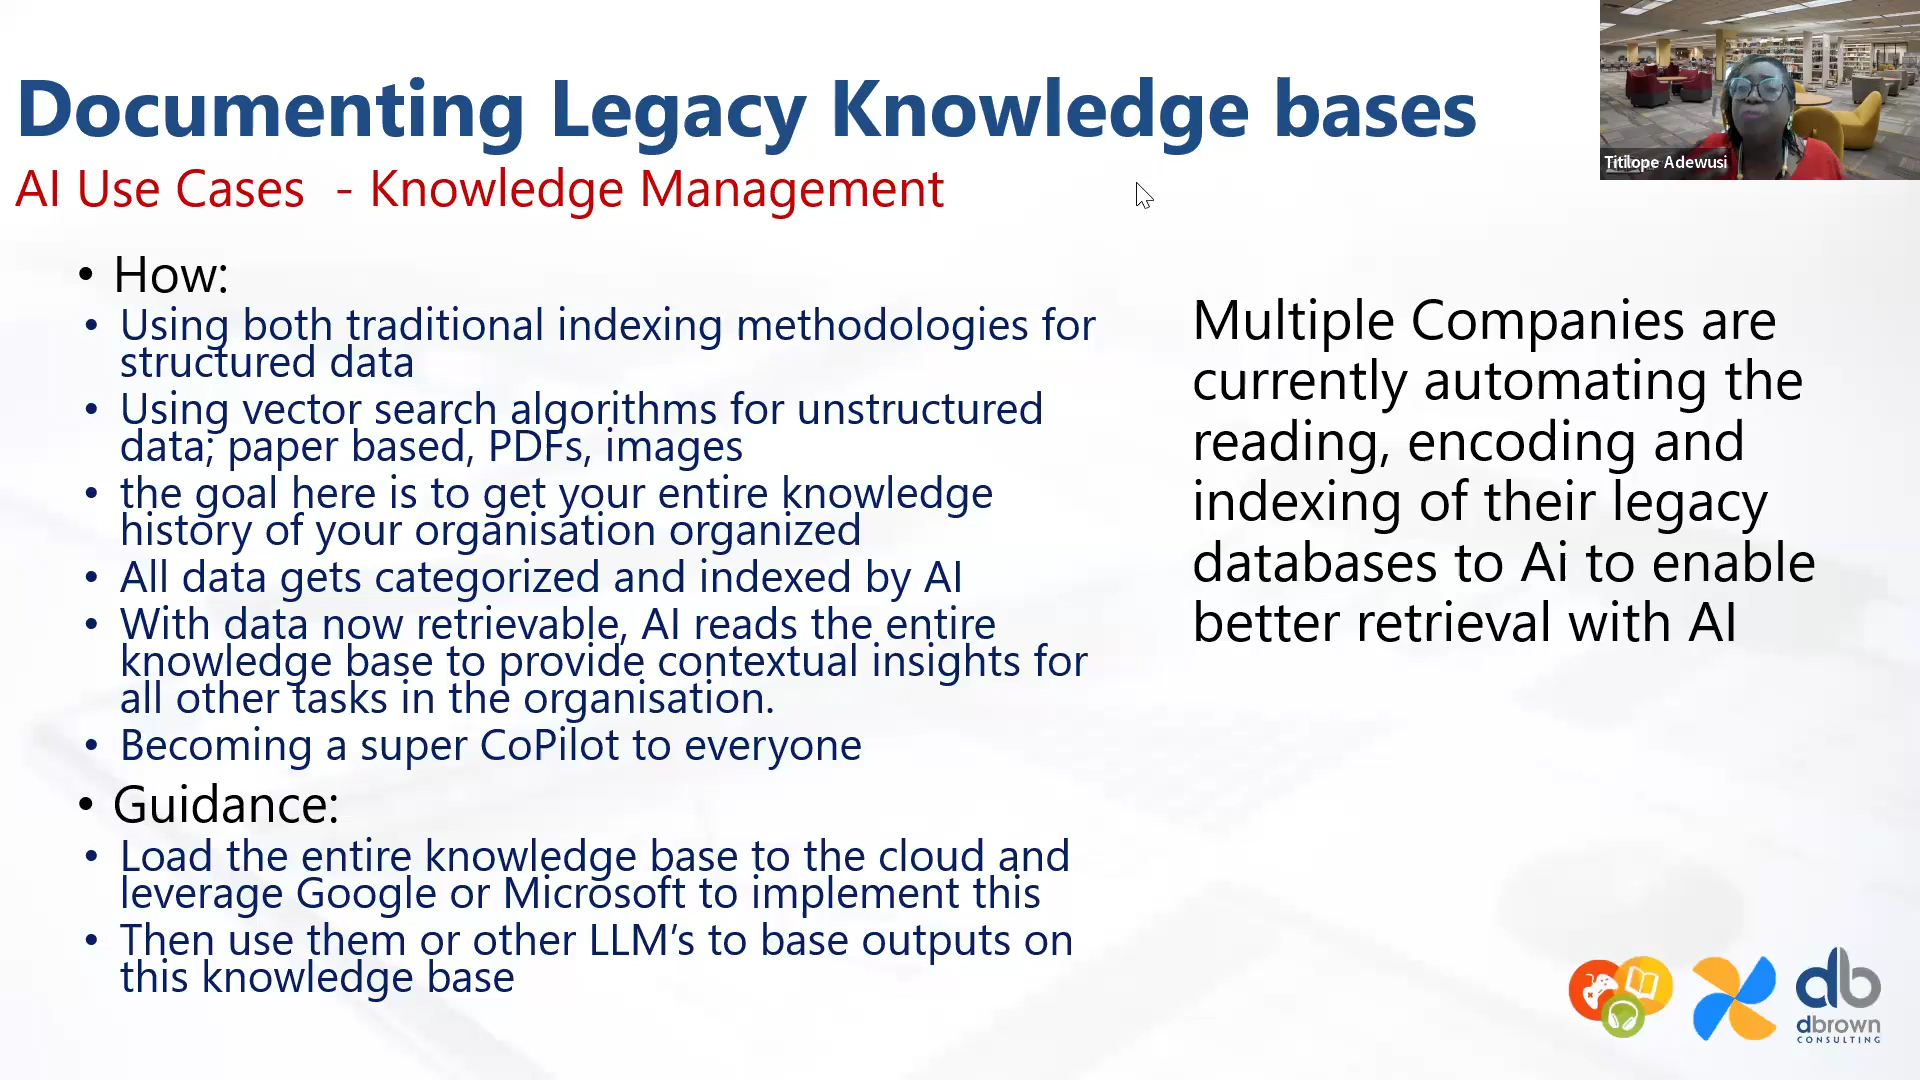 Documenting Legacy Knowledge bases
AI Use Cases  - Knowledge Management
Titilope Adewusi
• How:
• Using both traditional indexing methodologies for
structured data
• Using vector search algorithms for unstructured
data; paper based, PDFs, images
• the goal here is to get your entire knowledge
history of your organisation organized
• All data gets categorized and indexed by AI
• With data now retrievable, AI reads the entire
knowledge base to provide contextual insights for
all other tasks in the organisation.
• Becoming a super CoPilot to everyone
• Guidance:
• Load the entire knowledge base to the cloud and
leverage Google or Microsoft to implement this
• Then use them or other LLM’s to base outputs on
this knowledge base
Multiple Companies are
currently automating the
reading, encoding and
indexing of their legacy
databases to Ai to enable
better retrieval with AI
db
dbrown
CONSULTING